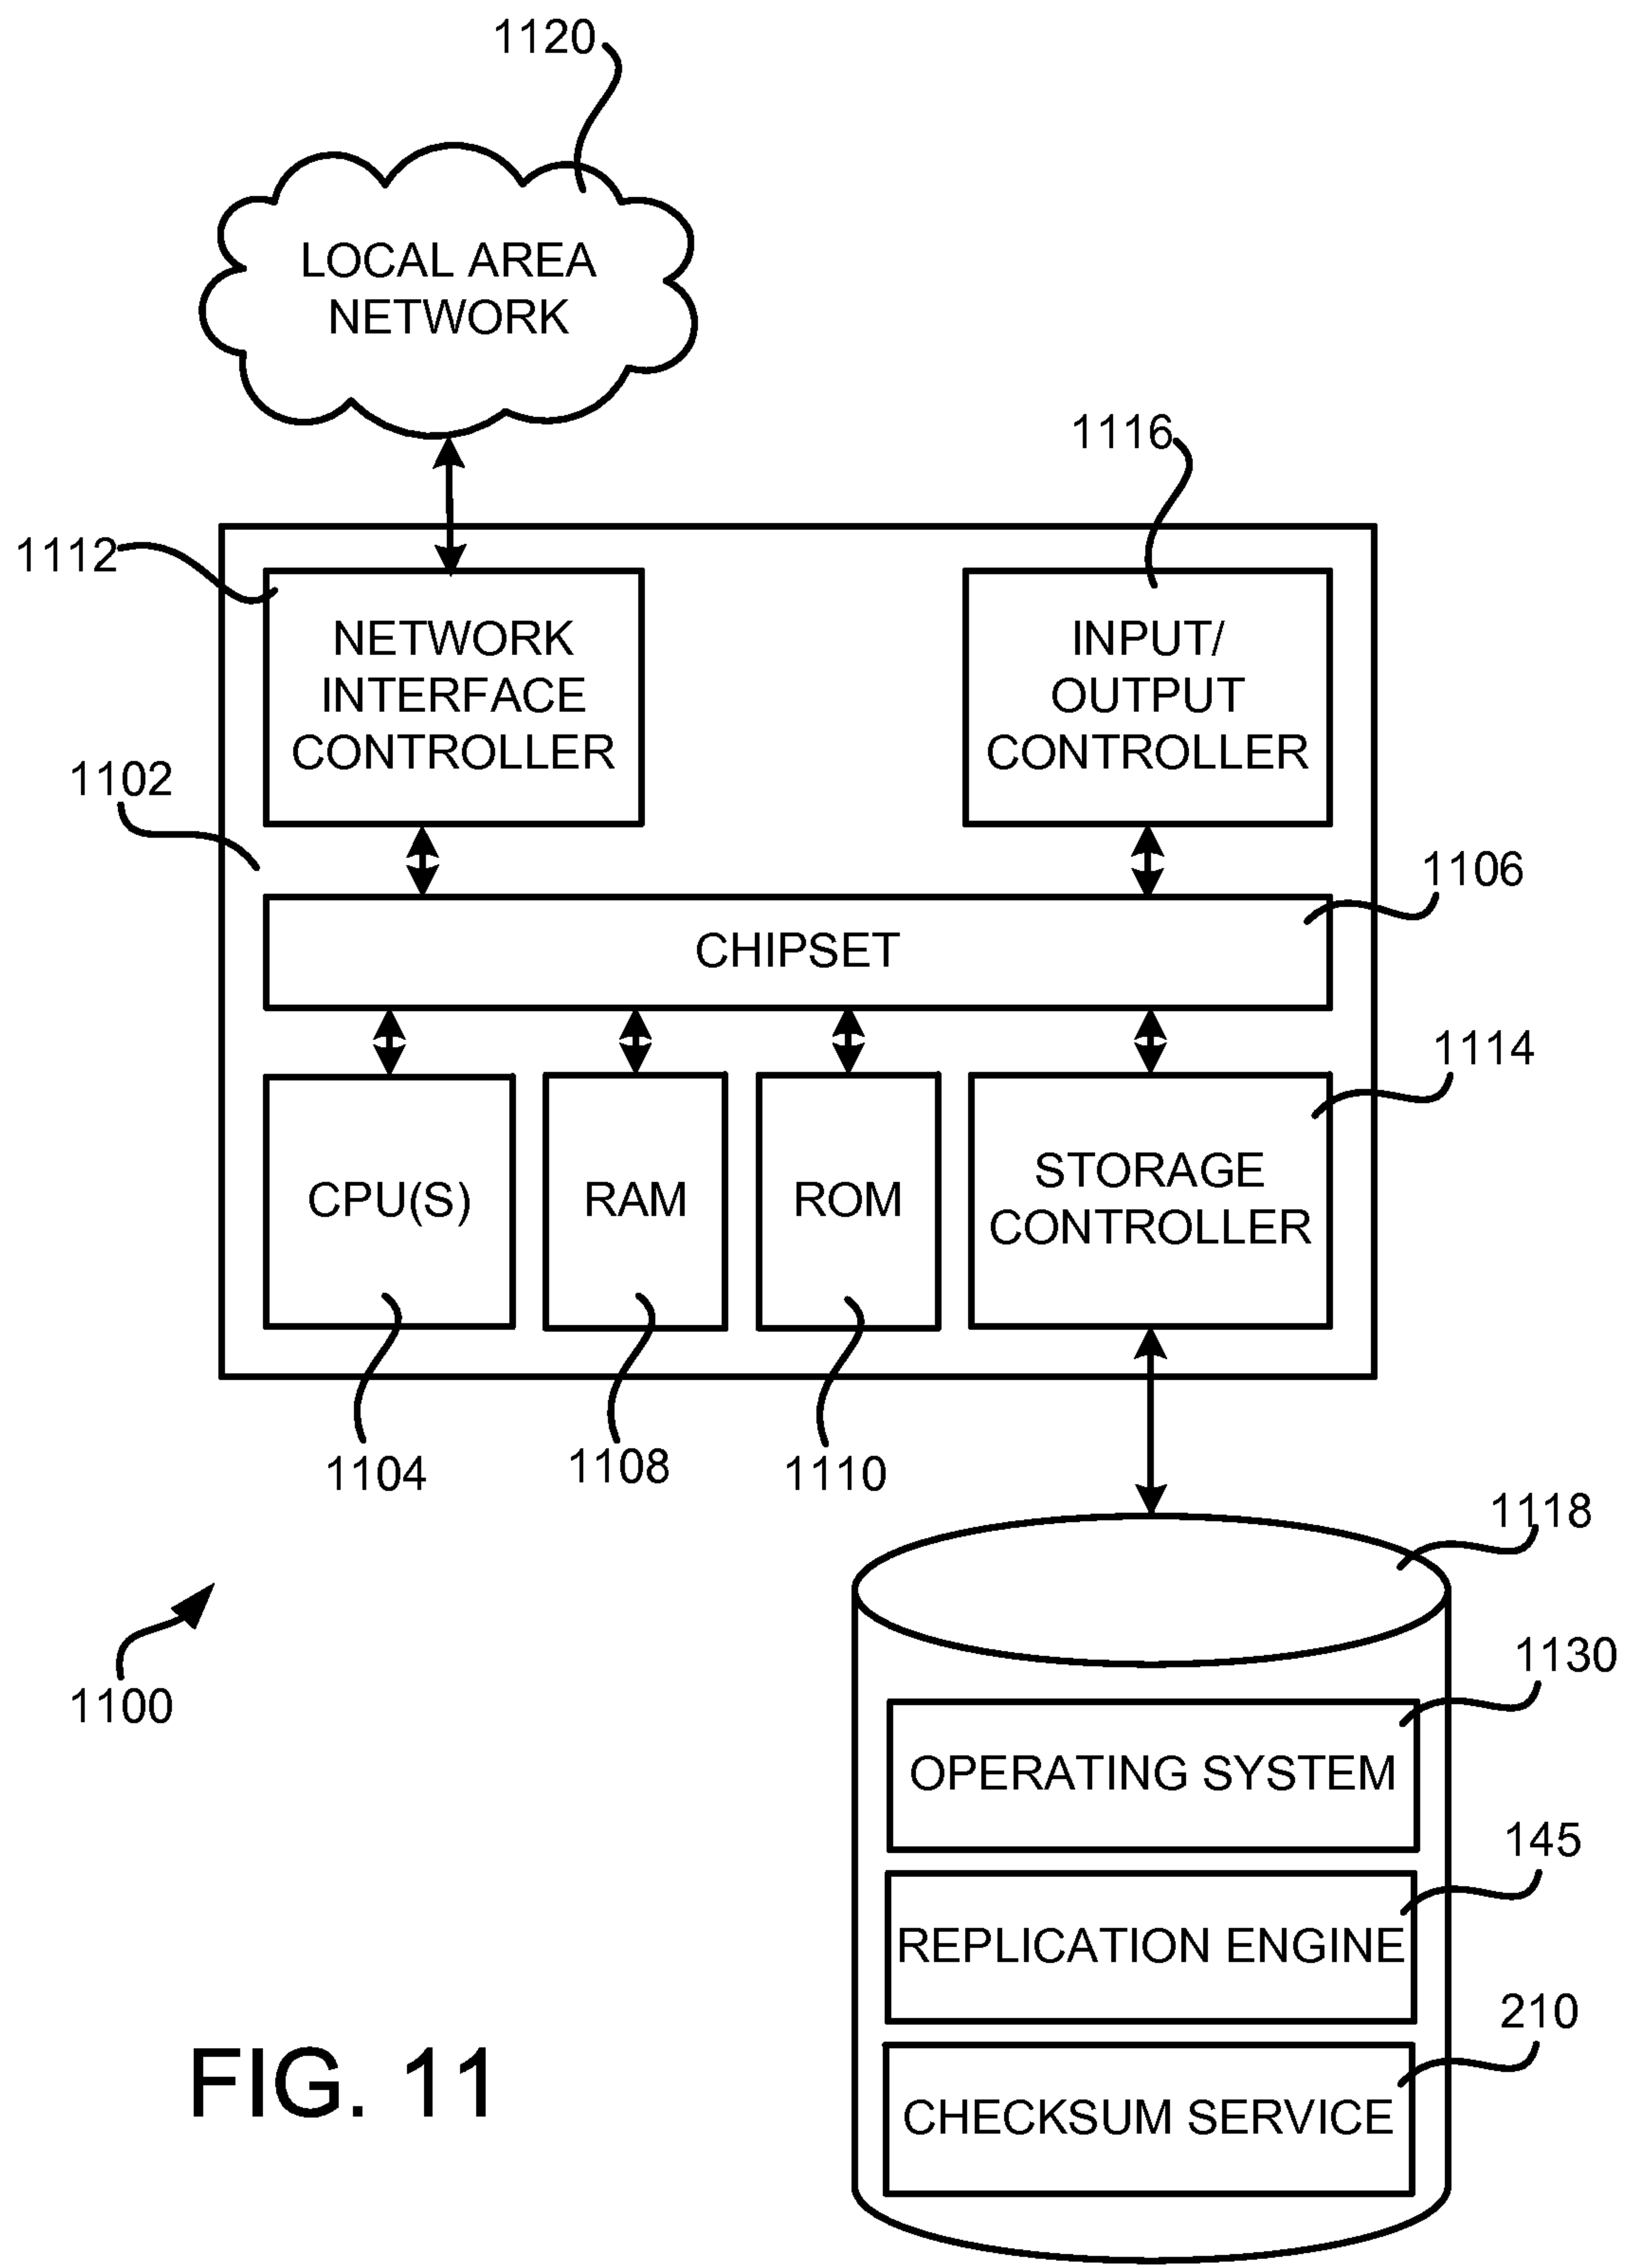 1120
LOCAL AREA
NETWORK
1116
1112
NETWORK
INTERFACE
CONTROLLER
INPUT/
OUTPUT
CONTROLLER
1102
1106
CHIPSET
1114
CPU(S)
RAM
ROM
STORAGE
CONTROLLER
1104
1108
1110
1118
1100
1130
OPERATING SYSTEM
145
REPLICATION ENGINE
210
CHECKSUM SERVICE
FIG. 11